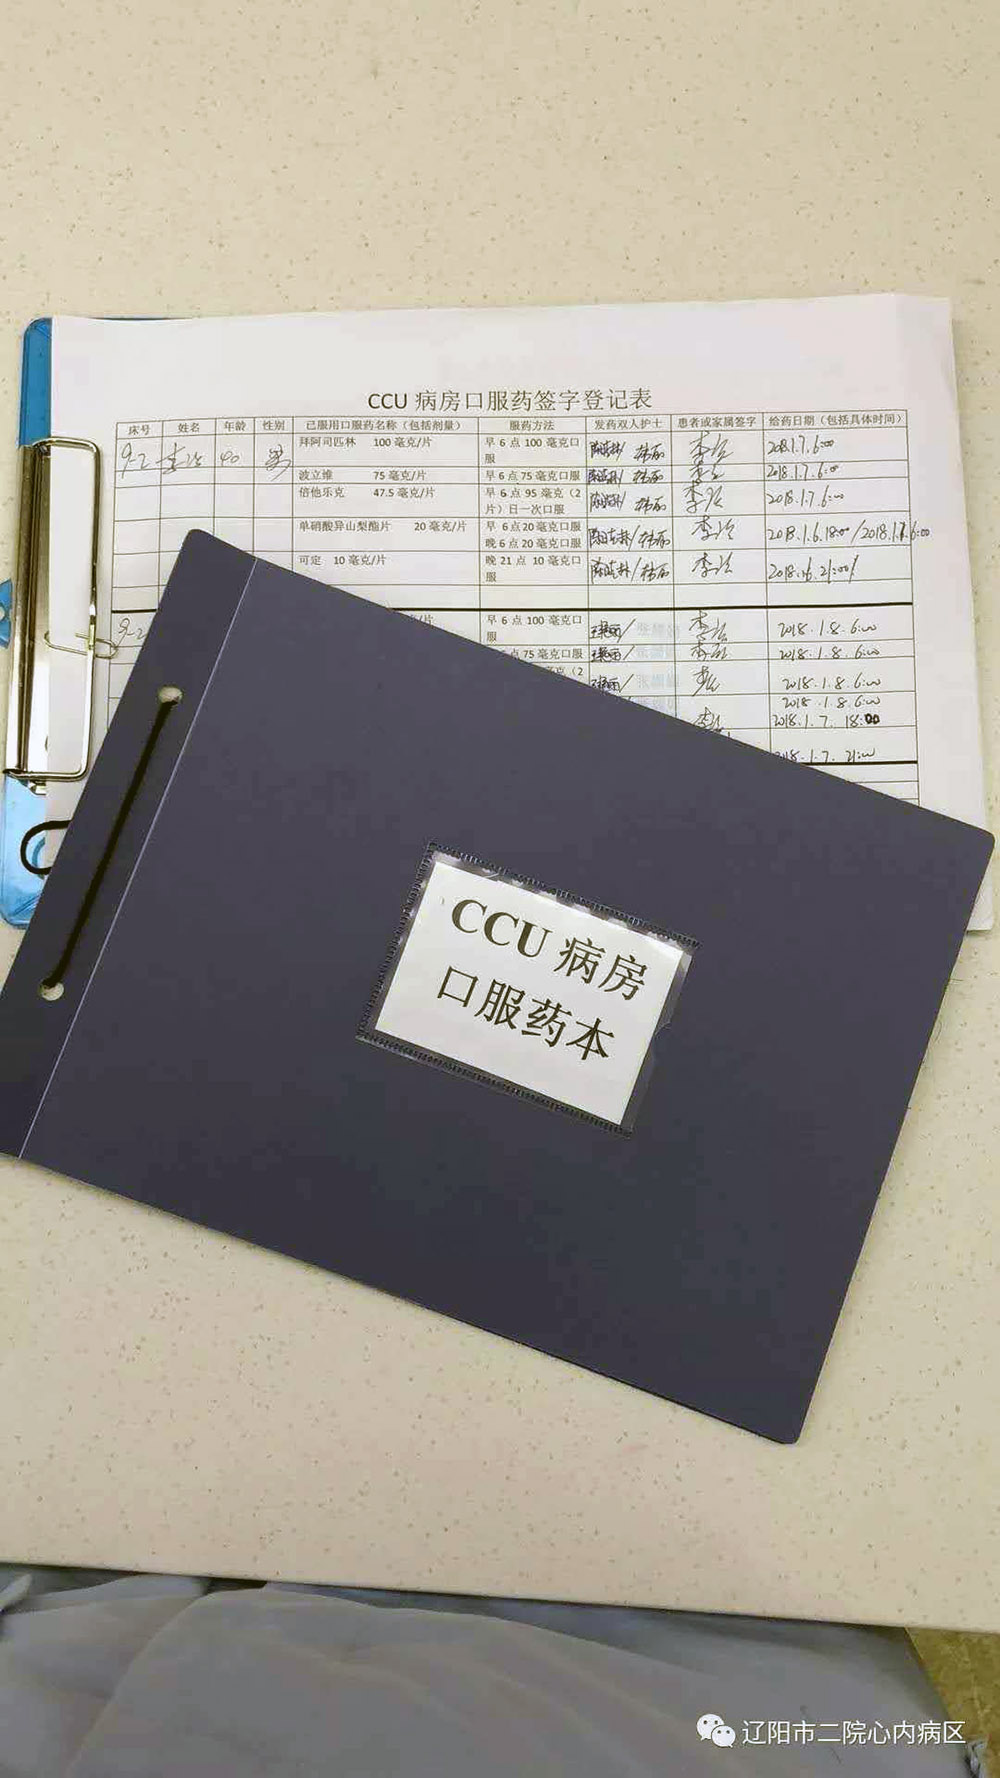 CCU 病房口服药签字登记表
床号 姓名 年龄 性别 已服用口服药名称（包括剂量） 服药方法 发药双人护士 患者或家属签字 给药日期（包括具体时间）
9-2 40 男 拜阿司匹林 100 毫克/片 早 6 点 100 毫克口服 2018.1.7.6:00
波立维 75 毫克/片 早 6 点 75 毫克口服 2018.1.7.6:00
倍他乐克 47.5 毫克/片 早 6 点 95 毫克（2片）日一次口服 2018.1.7.6:00
单硝酸异山梨酯片 20 毫克/片 早 6 点 20 毫克口服 晚 6 点 20 毫克口服 2018.1.6.18:00/2018.1.7.6:00
可定 10 毫克/片 晚 21 点 10 毫克口服
9-2 毫克/片 早 6 点 100 毫克口服 2018.1.8.6:00
点 75 毫克口服 2018.1.8.6:00
毫克（2 2018.1.8.6:00
2018.1.8.6:00
2018.1.7.18:00
1.7.21:00
CCU 病房
口服药本
辽阳市二院心内病区